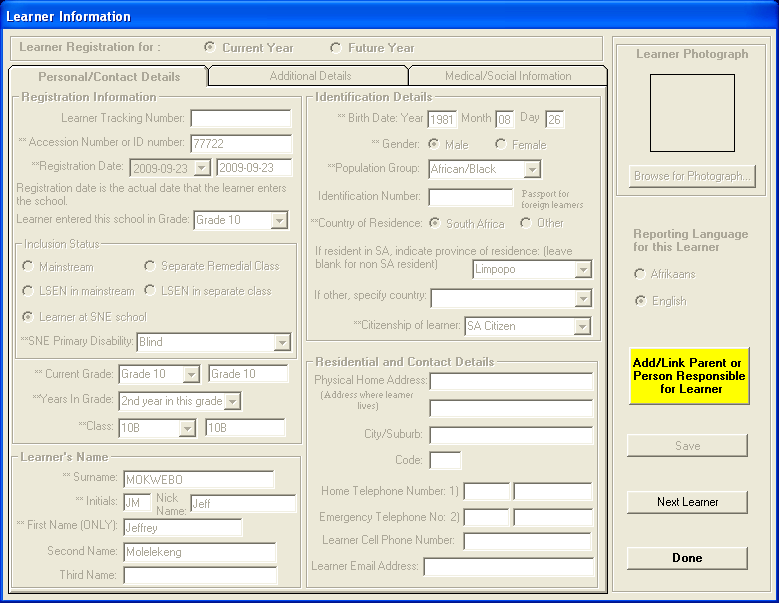 Learner Information
Learner Registration for : Current Year Future Year
Personal/Contact Details Additional Details Medical/Social Information
Registration Information
Learner Tracking Number:
** Accession Number or ID number: 77722
**Registration Date: 2009-09-23 2009-09-23
Registration date is the actual date that the learner enters
the school.
Learner entered this school in Grade: Grade 10
Inclusion Status
Mainstream Separate Remedial Class
LSEN in mainstream LSEN in separate class
Learner at SNE school
**SNE Primary Disability: Blind
** Current Grade: Grade 10 Grade 10
**Years In Grade: 2nd year in this grade
**Class: 10B 10B
Learner's Name
** Surname: MOKWEBO
** Initials: JM Nick
Name: Jeff
** First Name (ONLY): Jeffrey
Second Name: Molelekeng
Third Name:
Identification Details
** Birth Date: Year 1981 Month 08 Day 26
** Gender: Male Female
**Population Group: African/Black
Identification Number: Passport for
foreign learners
**Country of Residence: South Africa Other
If resident in SA, indicate province of residence: (leave
blank for non SA resident) Limpopo
If other, specify country:
**Citizenship of learner: SA Citizen
Residential and Contact Details
Physical Home Address:
(Address where learner
lives)
City/Suburb:
Code:
Home Telephone Number: 1)
Emergency Telephone No: 2)
Learner Cell Phone Number:
Learner Email Address:
Learner Photograph
Browse for Photograph...
Reporting Language
for this Learner
Afrikaans
English
Add/Link Parent or
Person Responsible
for Learner
Save
Next Learner
Done